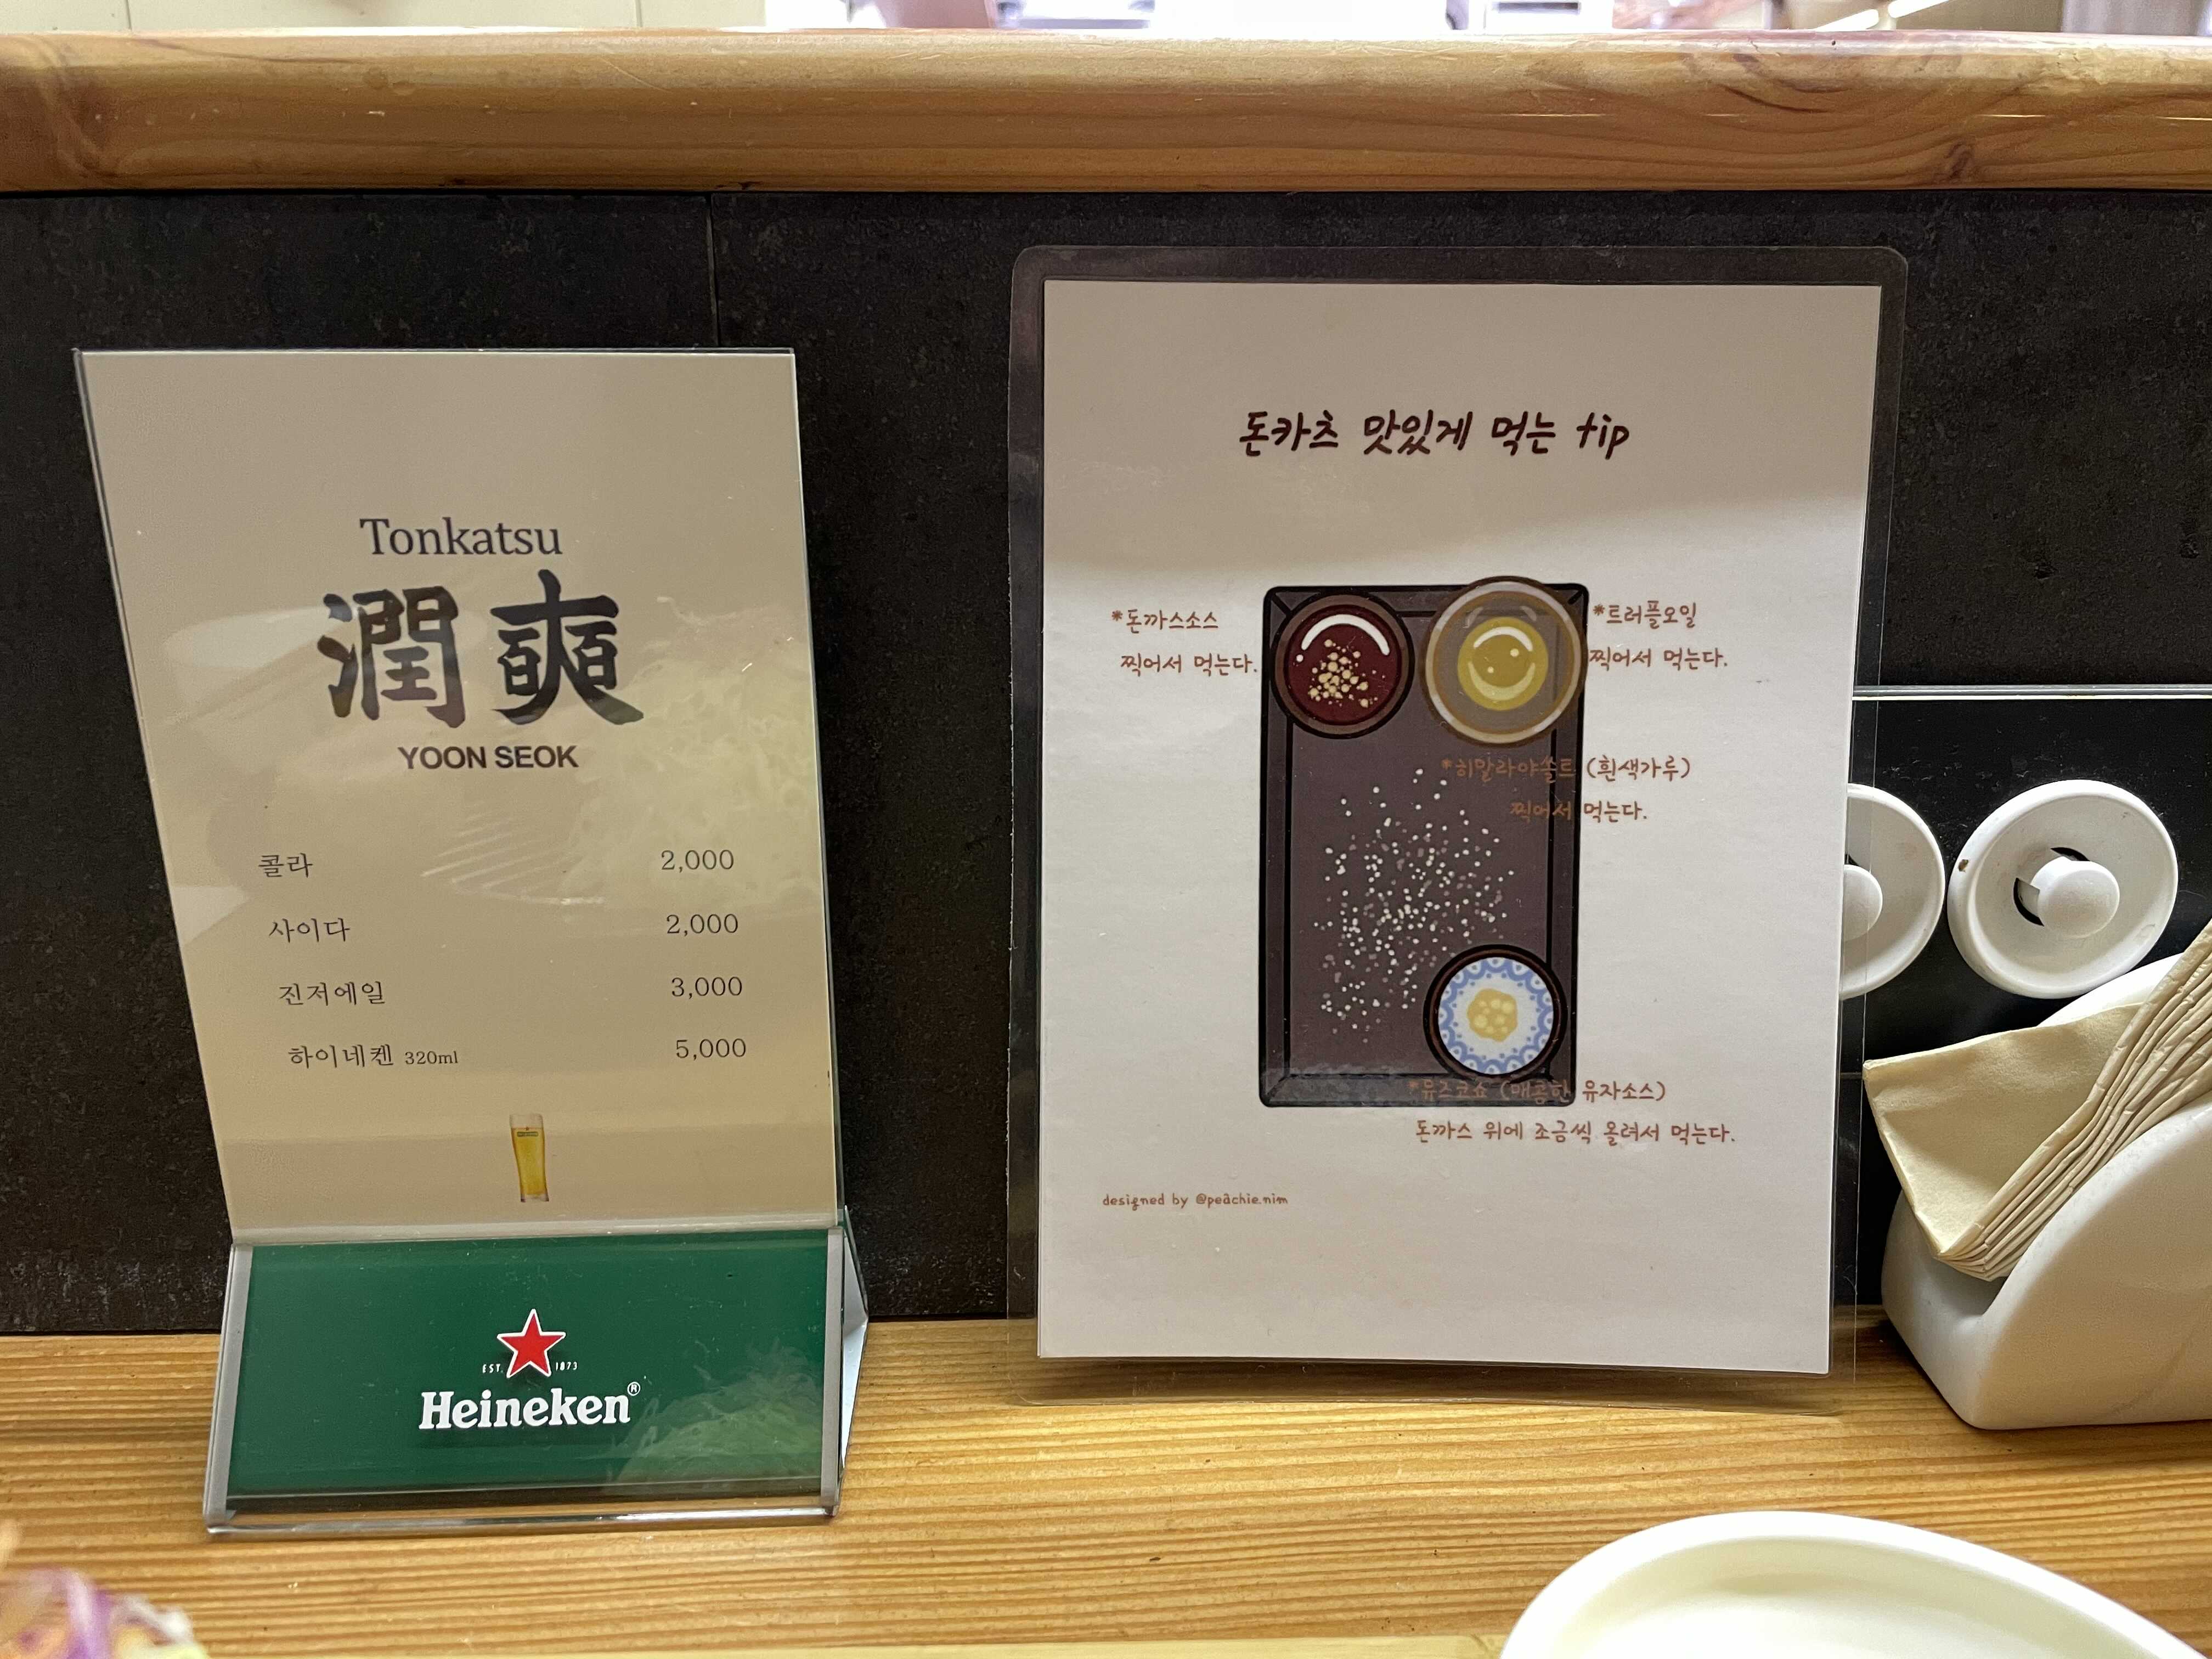 Tonkatsu
潤奭
YOON SEOK
콜라 2,000
사이다 2,000
진저에일 3,000
하이네켄 320ml 5,000
EST. 1873
Heineken®
돈카츠 맛있게 먹는 tip
*돈까스소스
찍어서 먹는다.
*트러플오일
찍어서 먹는다.
*히말라야솔트 (흰색가루)
찍어서 먹는다.
*유즈코쇼 (매콤한 유자소스)
돈까스 위에 조금씩 올려서 먹는다.
designed by @peachie.nim